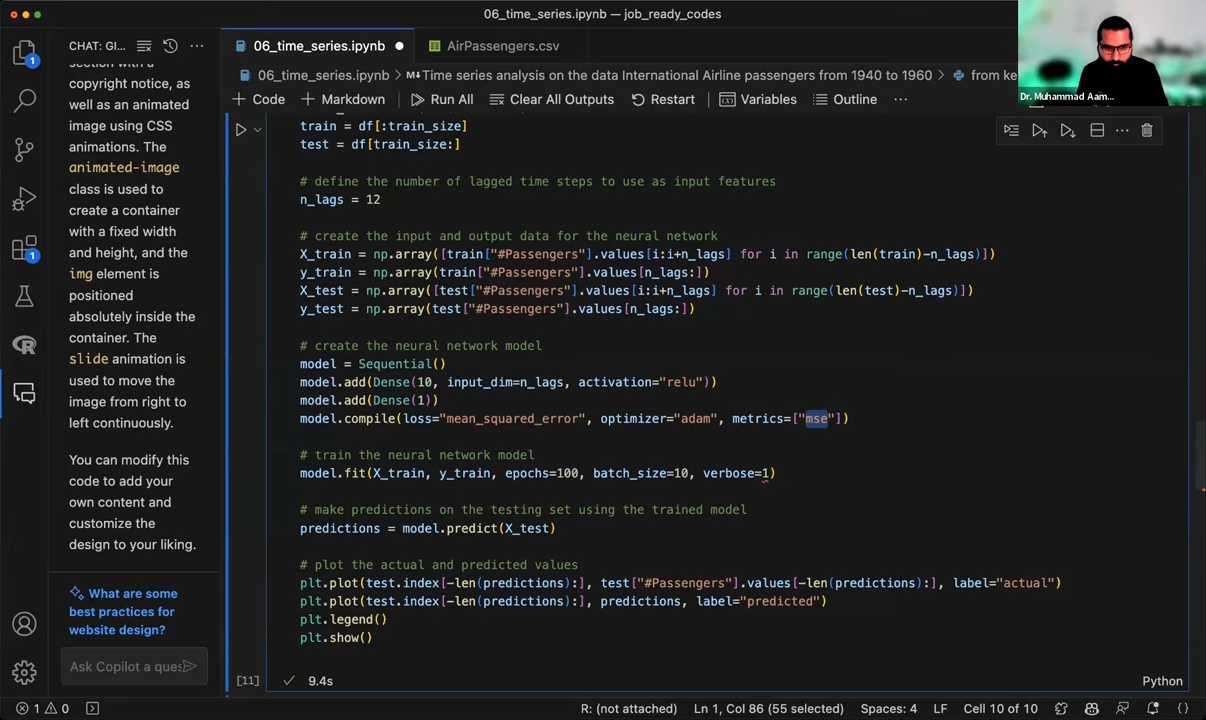 06_time_series.ipynb — job_ready_codes
CHAT: GI...
06_time_series.ipynb
AirPassengers.csv
06_time_series.ipynb > Time series analysis on the data International Airline passengers from 1940 to 1960 > from ke
+ Code + Markdown Run All Clear All Outputs Restart Variables Outline ...
Dr. Muhammad Aam...
copyright notice, as
well as an animated
image using CSS
animations. The
animated-image
class is used to
create a container
with a fixed width
and height, and the
img element is
positioned
absolutely inside the
container. The
slide animation is
used to move the
image from right to
left continuously.
You can modify this
code to add your
own content and
customize the
design to your liking.
What are some
best practices for
website design?
Ask Copilot a ques
train = df[:train_size]
test = df[train_size:]
# define the number of lagged time steps to use as input features
n_lags = 12
# create the input and output data for the neural network
X_train = np.array([train["#Passengers"].values[i:i+n_lags] for i in range(len(train)-n_lags)])
y_train = np.array(train["#Passengers"].values[n_lags:])
X_test = np.array([test["#Passengers"].values[i:i+n_lags] for i in range(len(test)-n_lags)])
y_test = np.array(test["#Passengers"].values[n_lags:])
# create the neural network model
model = Sequential()
model.add(Dense(10, input_dim=n_lags, activation="relu"))
model.add(Dense(1))
model.compile(loss="mean_squared_error", optimizer="adam", metrics=["mse"])
# train the neural network model
model.fit(X_train, y_train, epochs=100, batch_size=10, verbose=1)
# make predictions on the testing set using the trained model
predictions = model.predict(X_test)
# plot the actual and predicted values
plt.plot(test.index[-len(predictions):], test["#Passengers"].values[-len(predictions):], label="actual")
plt.plot(test.index[-len(predictions):], predictions, label="predicted")
plt.legend()
plt.show()
[11]
9.4s
Python
1 0 R: (not attached) Ln 1, Col 86 (55 selected) Spaces: 4 LF Cell 10 of 10